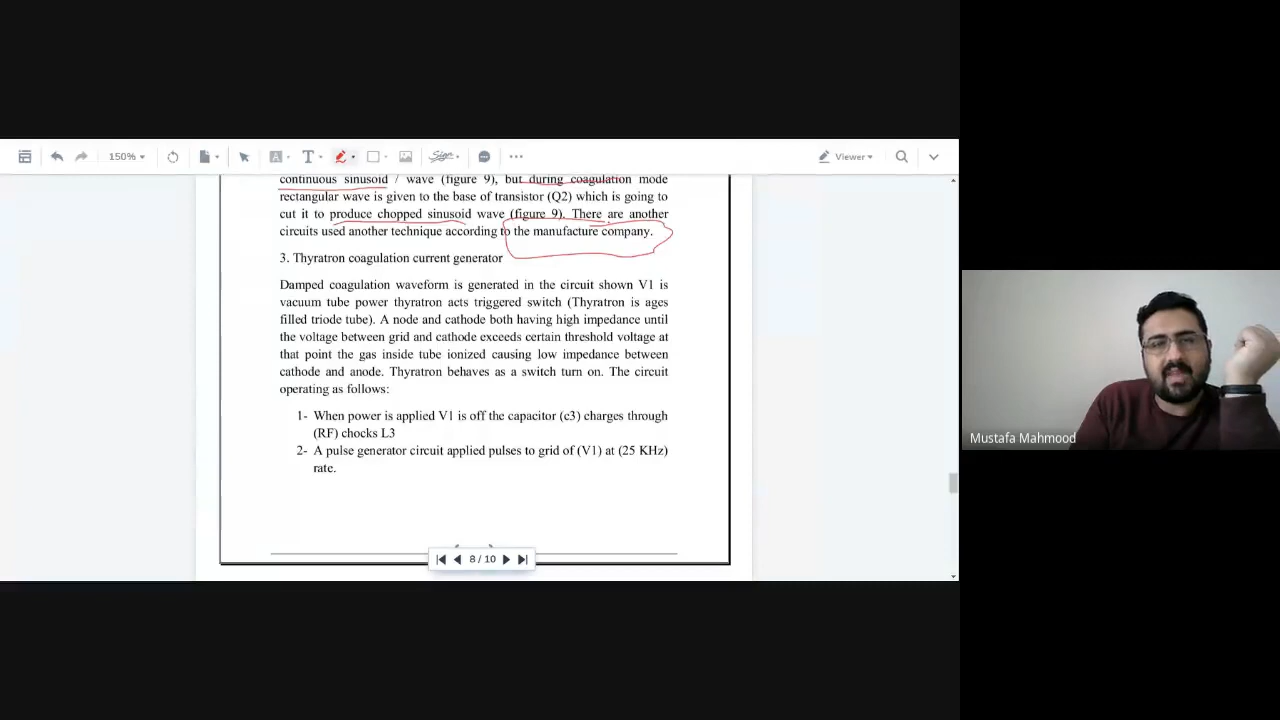 150%
T
A
Sign
Viewer
continuous sinusoid / wave (figure 9), but during coagulation mode
rectangular wave is given to the base of transistor (Q2) which is going to
cut it to produce chopped sinusoid wave (figure 9). There are another
circuits used another technique according to the manufacture company.
3. Thyratron coagulation current generator
Damped coagulation waveform is generated in the circuit shown V1 is
vacuum tube power thyratron acts triggered switch (Thyratron is ages
filled triode tube). A node and cathode both having high impedance until
the voltage between grid and cathode exceeds certain threshold voltage at
that point the gas inside tube ionized causing low impedance between
cathode and anode. Thyratron behaves as a switch turn on. The circuit
operating as follows:
1- When power is applied V1 is off the capacitor (c3) charges through
(RF) chocks L3
2- A pulse generator circuit applied pulses to grid of (V1) at (25 KHz)
rate.
8 / 10
Mustafa Mahmood